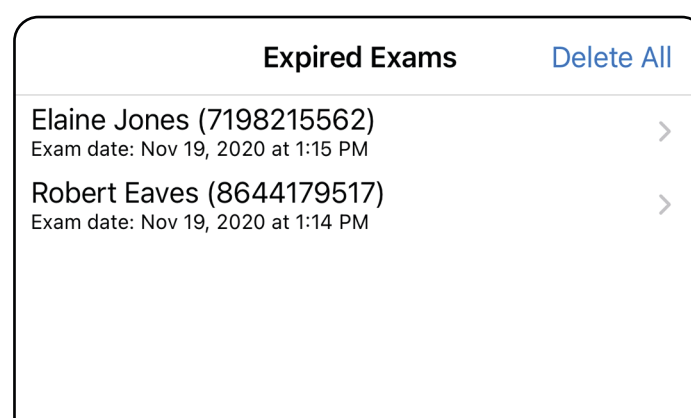 Expired Exams
Delete All
Elaine Jones (7198215562)
Exam date: Nov 19, 2020 at 1:15 PM
Robert Eaves (8644179517)
Exam date: Nov 19, 2020 at 1:14 PM